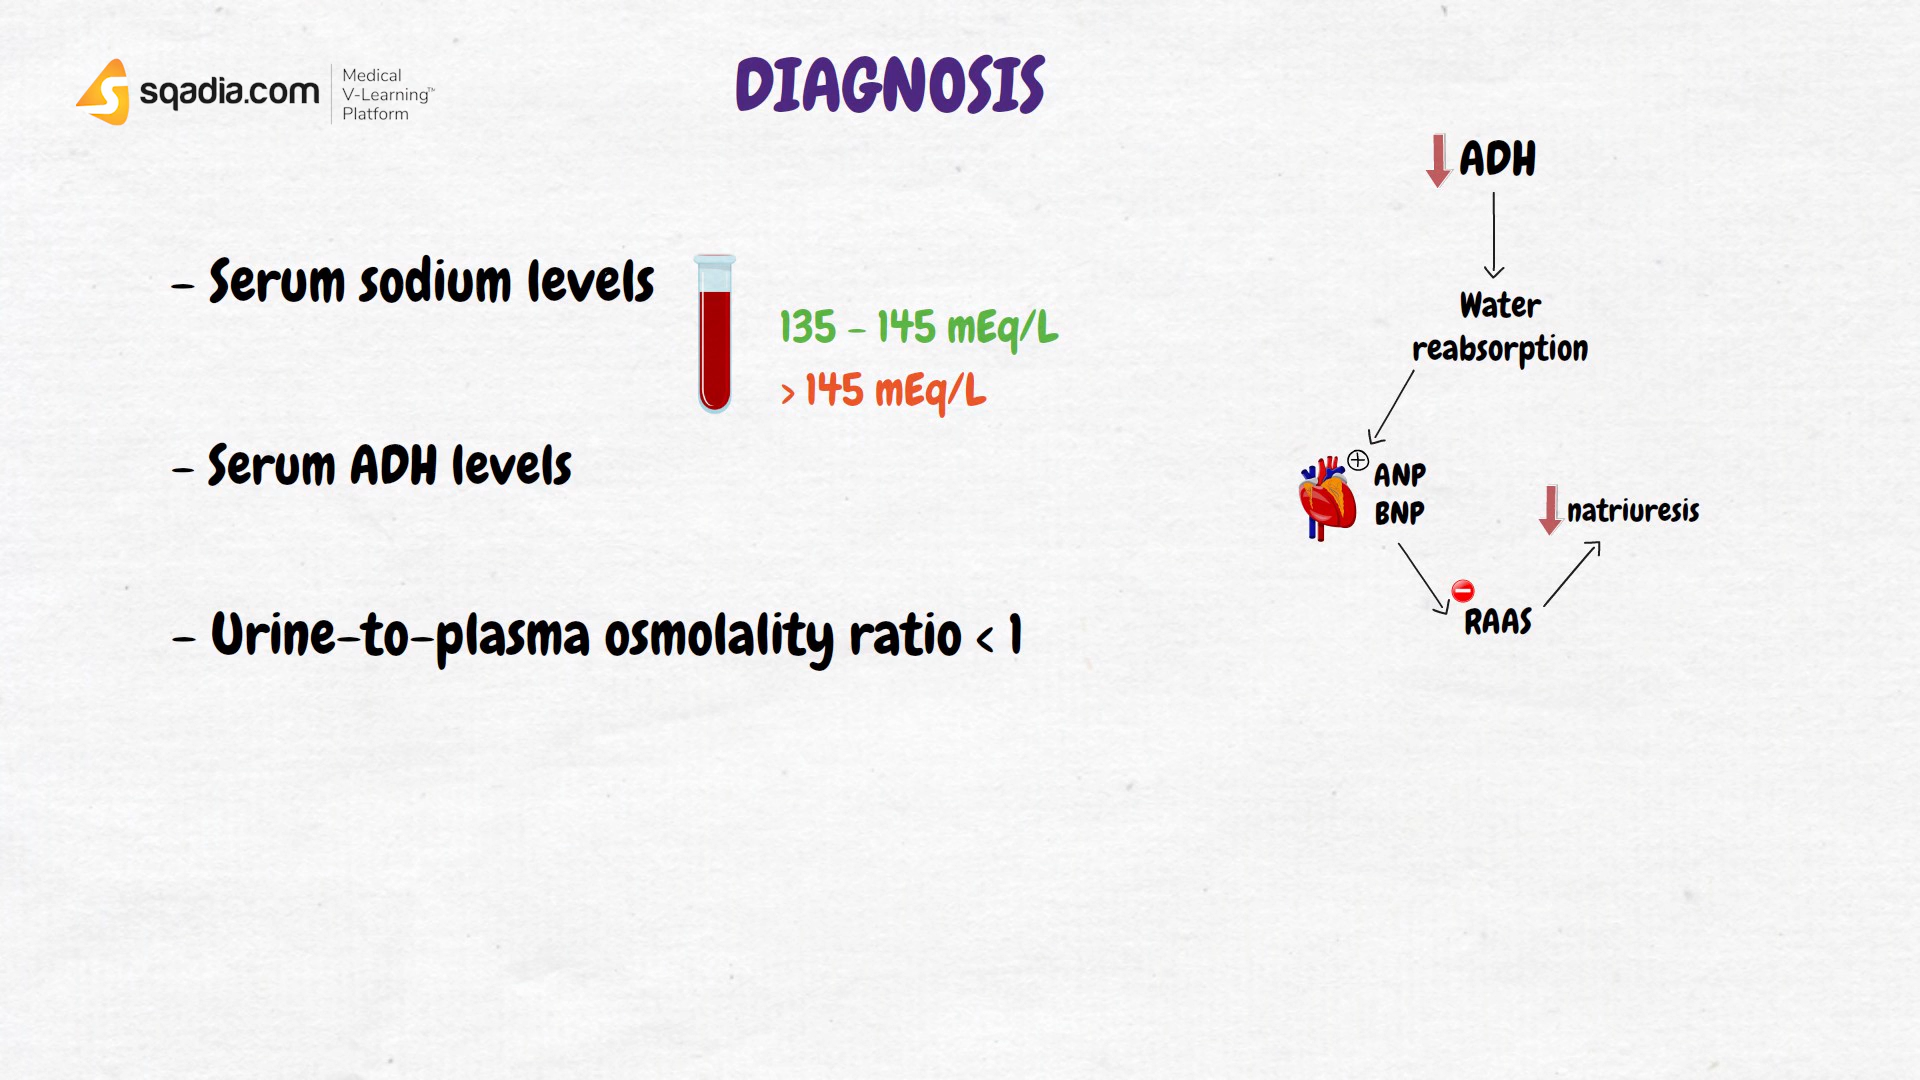 sqadia.com
Medical
V-Learning™
Platform
DIAGNOSIS
- Serum sodium levels
135 - 145 mEq/L
> 145 mEq/L
- Serum ADH levels
- Urine-to-plasma osmolality ratio < 1
ADH
Water
reabsorption
ANP
BNP
natriuresis
RAAS